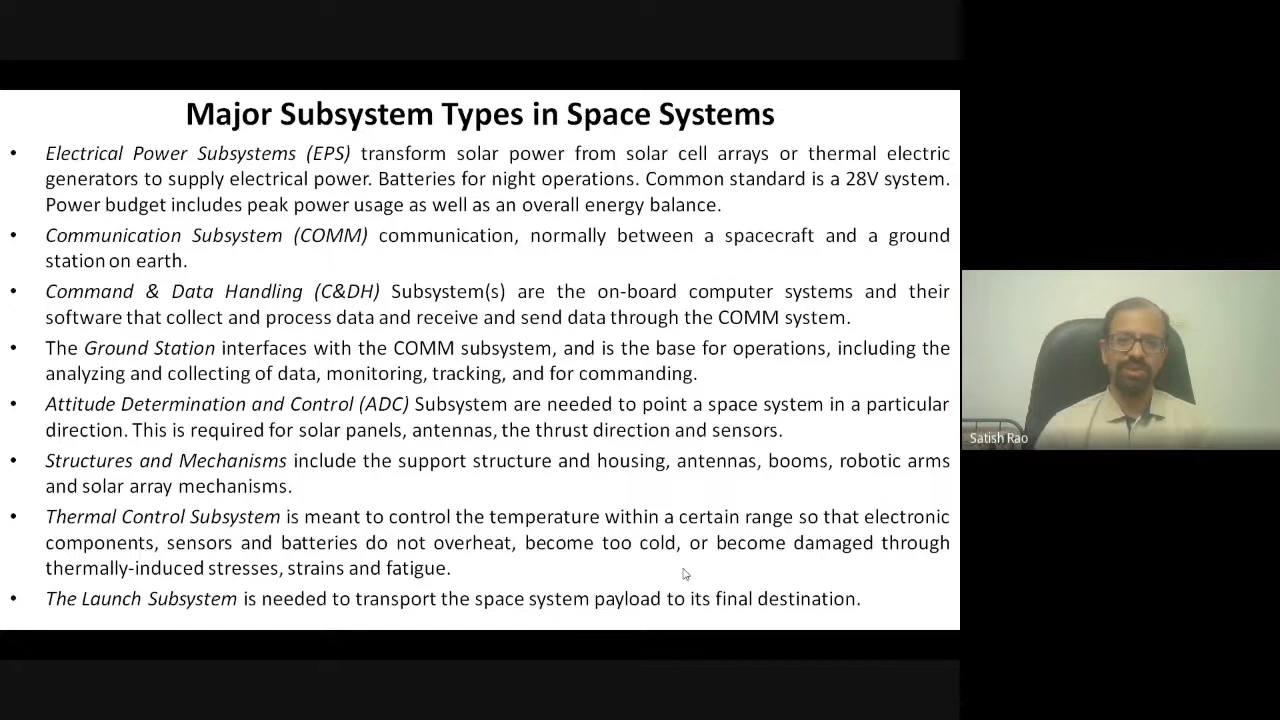 Major Subsystem Types in Space Systems
• Electrical Power Subsystems (EPS) transform solar power from solar cell arrays or thermal electric
generators to supply electrical power. Batteries for night operations. Common standard is a 28V system.
Power budget includes peak power usage as well as an overall energy balance.
• Communication Subsystem (COMM) communication, normally between a spacecraft and a ground
station on earth.
• Command & Data Handling (C&DH) Subsystem(s) are the on-board computer systems and their
software that collect and process data and receive and send data through the COMM system.
• The Ground Station interfaces with the COMM subsystem, and is the base for operations, including the
analyzing and collecting of data, monitoring, tracking, and for commanding.
• Attitude Determination and Control (ADC) Subsystem are needed to point a space system in a particular
direction. This is required for solar panels, antennas, the thrust direction and sensors.
• Structures and Mechanisms include the support structure and housing, antennas, booms, robotic arms
and solar array mechanisms.
• Thermal Control Subsystem is meant to control the temperature within a certain range so that electronic
components, sensors and batteries do not overheat, become too cold, or become damaged through
thermally-induced stresses, strains and fatigue.
• The Launch Subsystem is needed to transport the space system payload to its final destination.
Satish Rao